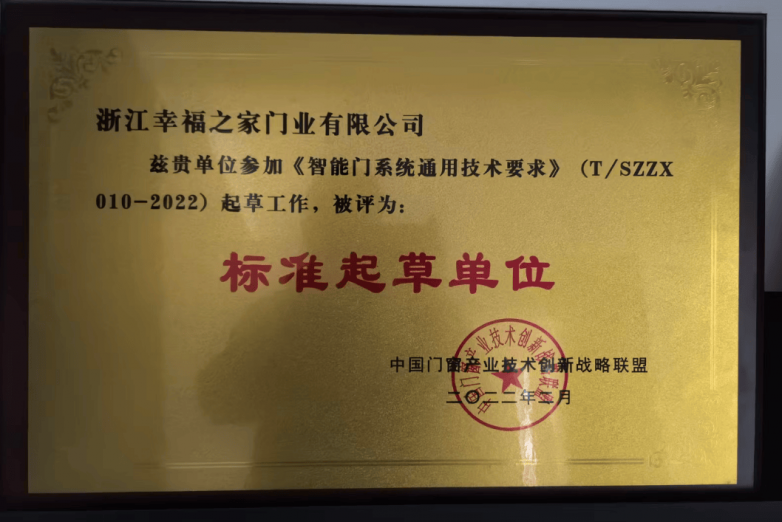 浙江幸福之家门业有限公司
兹贵单位参加《智能门系统通用技术要求》（T/SZZX
010-2022）起草工作，被评为：
标准起草单位
中国门窗产业技术创新战略联盟
二〇二二年三月